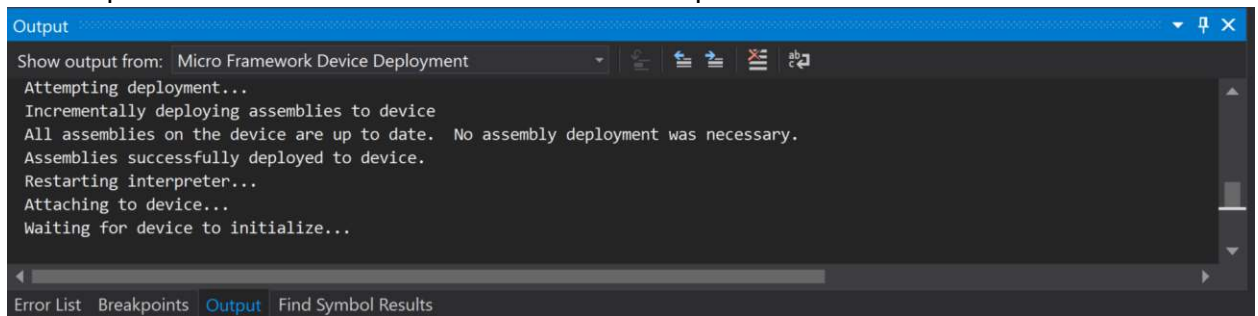 Output
Show output from: Micro Framework Device Deployment
Attempting deployment...
Incrementally deploying assemblies to device
All assemblies on the device are up to date.  No assembly deployment was necessary.
Assemblies successfully deployed to device.
Restarting interpreter...
Attaching to device...
Waiting for device to initialize...
Error List Breakpoints Output Find Symbol Results